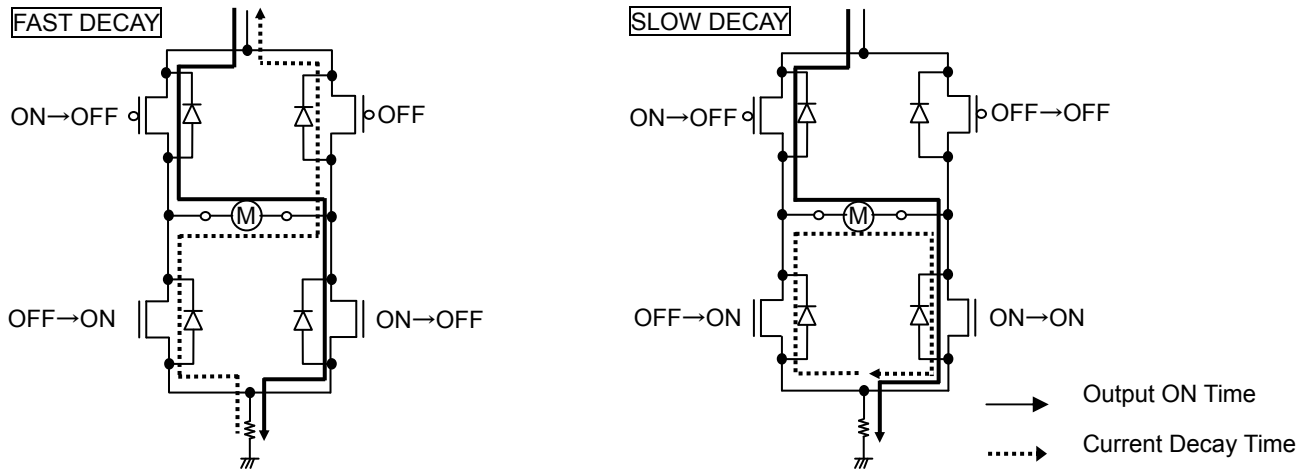 FAST DECAY
ON→OFF
OFF
M
OFF→ON
ON→OFF
SLOW DECAY
ON→OFF
OFF→OFF
M
OFF→ON
ON→ON
Output ON Time
Current Decay Time